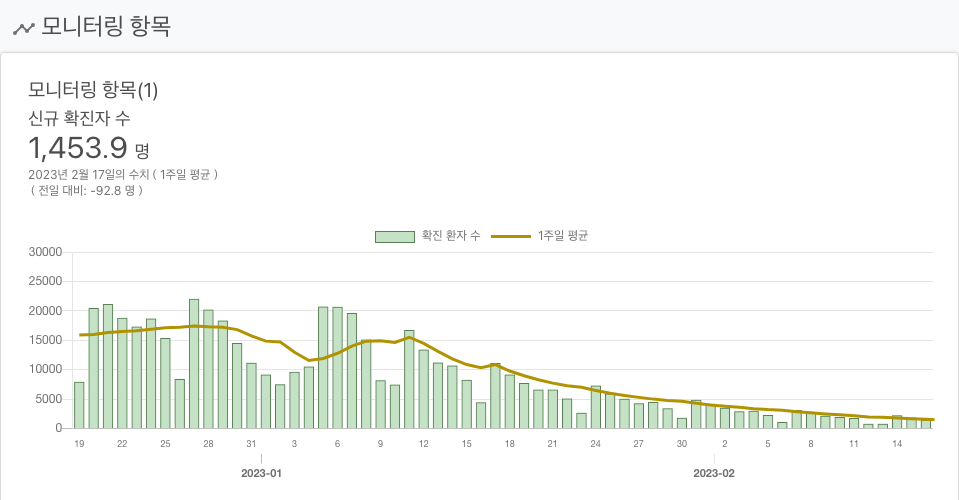 모니터링 항목
모니터링 항목(1)
신규 확진자 수
1,453.9 명
2023년 2월 17일의 수치 ( 1주일 평균 )
( 전일 대비: -92.8 명 )
확진 환자 수 1주일 평균
30000
25000
20000
15000
10000
5000
0
19 22 25 28 31 3 6 9 12 15 18 21 24 27 30 2 5 8 11 14
2023-01 2023-02